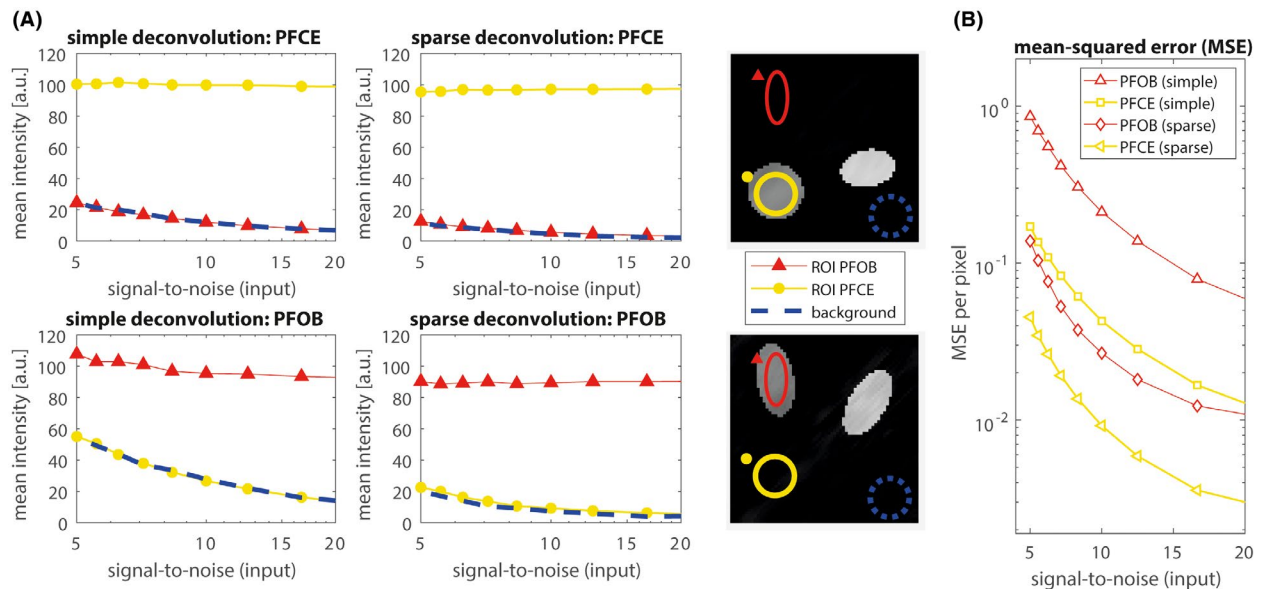 (A)
simple deconvolution: PFCE
mean intensity [a.u.]
120
100
80
60
40
20
0
5
10
15
20
signal-to-noise (input)
sparse deconvolution: PFCE
mean intensity [a.u.]
120
100
80
60
40
20
0
5
10
15
20
signal-to-noise (input)
ROI PFOB
ROI PFCE
background
simple deconvolution: PFOB
mean intensity [a.u.]
120
100
80
60
40
20
0
5
10
15
20
signal-to-noise (input)
sparse deconvolution: PFOB
mean intensity [a.u.]
120
100
80
60
40
20
0
5
10
15
20
signal-to-noise (input)
(B)
mean-squared error (MSE)
PFOB (simple)
PFCE (simple)
PFOB (sparse)
PFCE (sparse)
MSE per pixel
10⁰
10⁻¹
10⁻²
5
10
15
20
signal-to-noise (input)